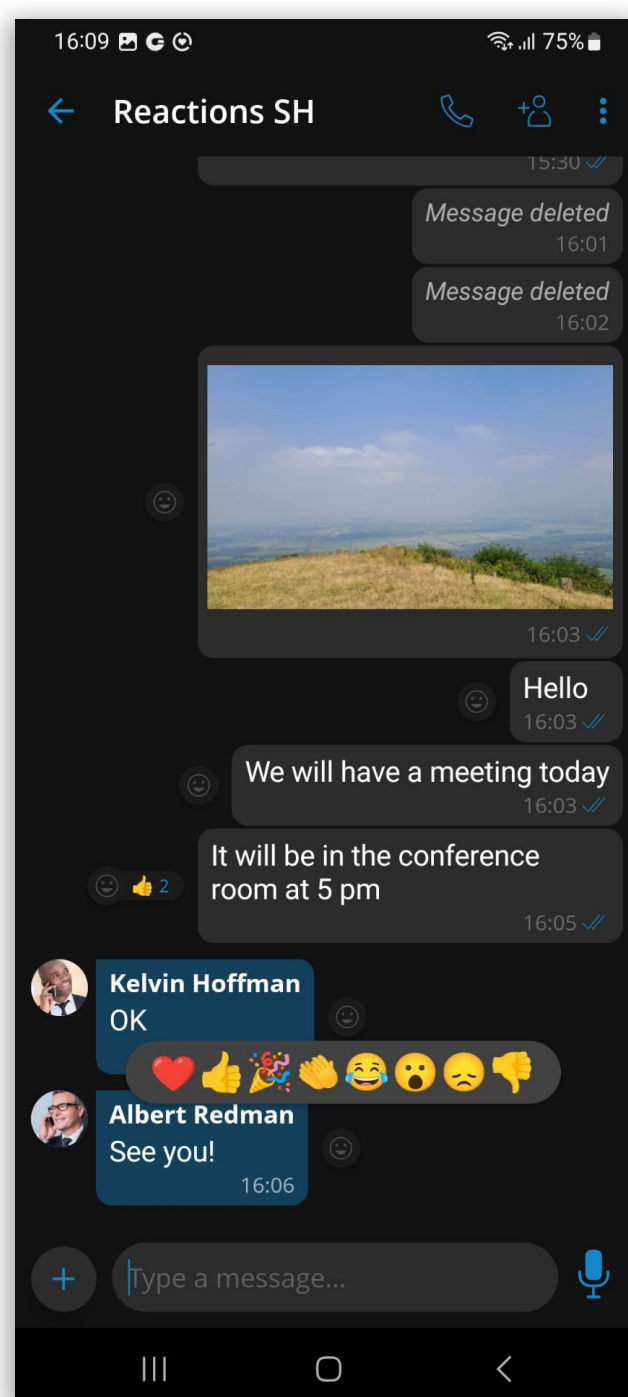 16:09 75%
Reactions SH
15:30
Message deleted
16:01
Message deleted
16:02
16:03
Hello
16:03
We will have a meeting today
16:03
2
It will be in the conference
room at 5 pm
16:05
Kelvin Hoffman
OK
Albert Redman
See you!
16:06
Type a message...